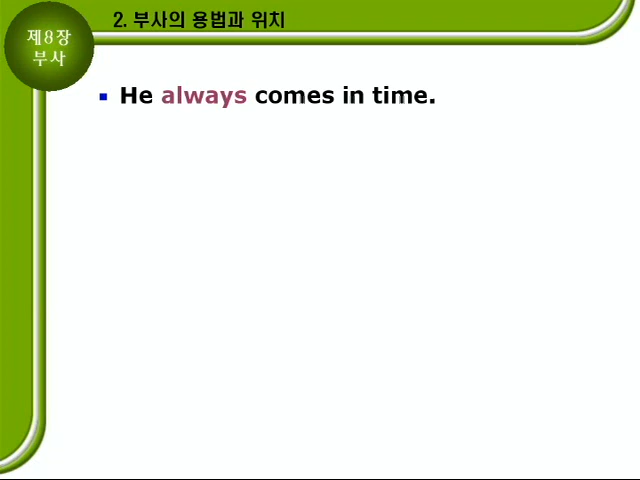 제8장
부사
2. 부사의 용법과 위치
He always comes in time.